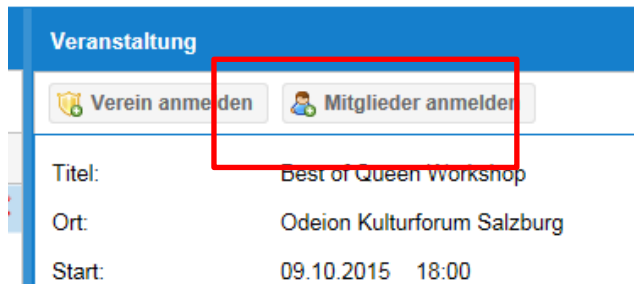 Veranstaltung
Verein anmelden Mitglieder anmelden
Titel: Best of Queen Workshop
Ort: Odeion Kulturforum Salzburg
Start: 09.10.2015 18:00